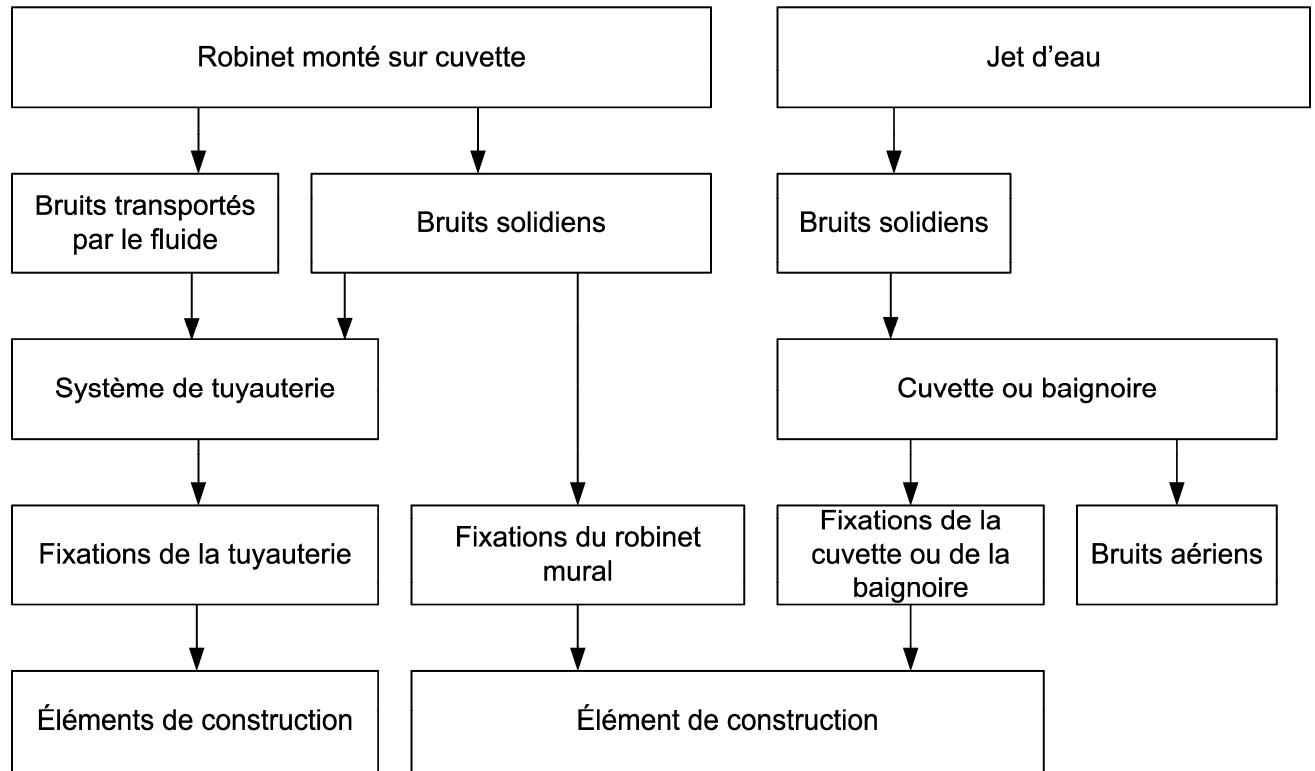 Robinet monté sur cuvette
Jet d’eau
Bruits transportés
par le fluide
Bruits solidiens
Bruits solidiens
Système de tuyauterie
Cuvette ou baignoire
Fixations de la tuyauterie
Fixations du robinet
mural
Fixations de la
cuvette ou de la
baignoire
Bruits aériens
Éléments de construction
Élément de construction